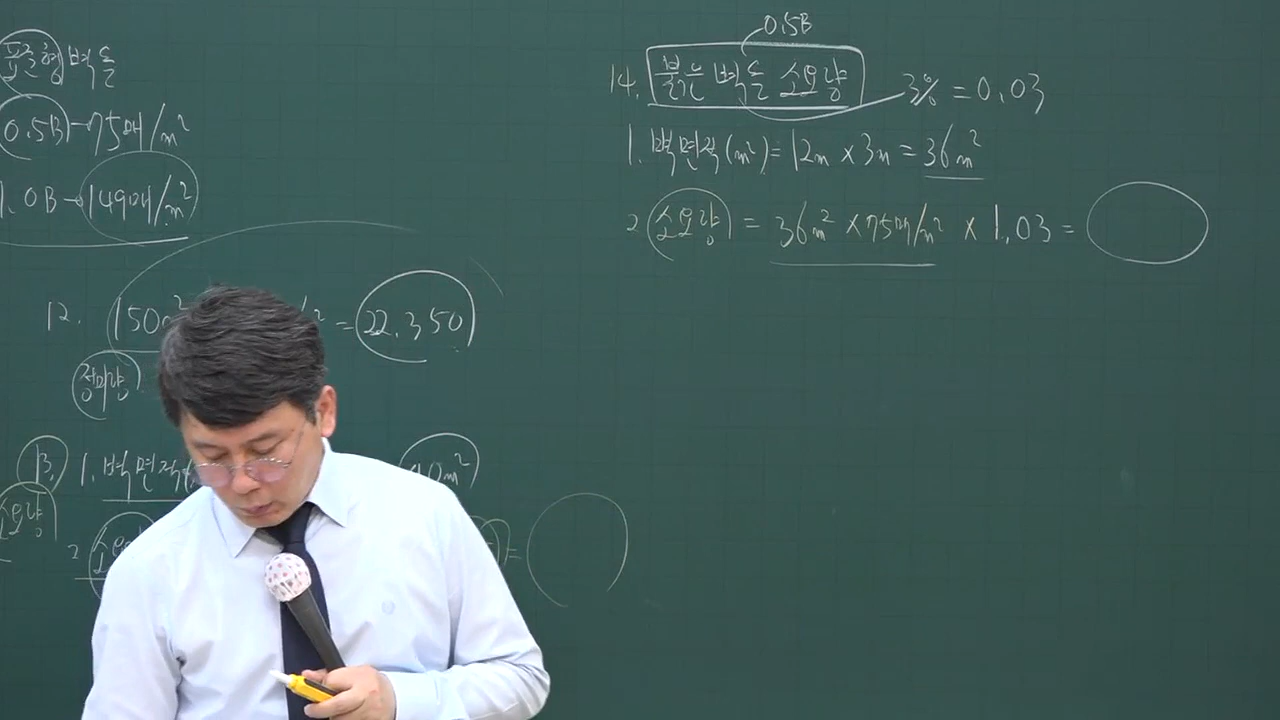 표준형 벽돌
0.5B → 75매/m²
1.0B → 149매/m²
12. 150m² = 22,350
정미량
13. 1. 벽면적 40m²
소요량
2. =
0.5B
14. 붉은 벽돌 소요량 3% = 0.03
1. 벽면적(m²) = 12m × 3m = 36m²
2 소요량 = 36m² × 75매/m² × 1.03 =